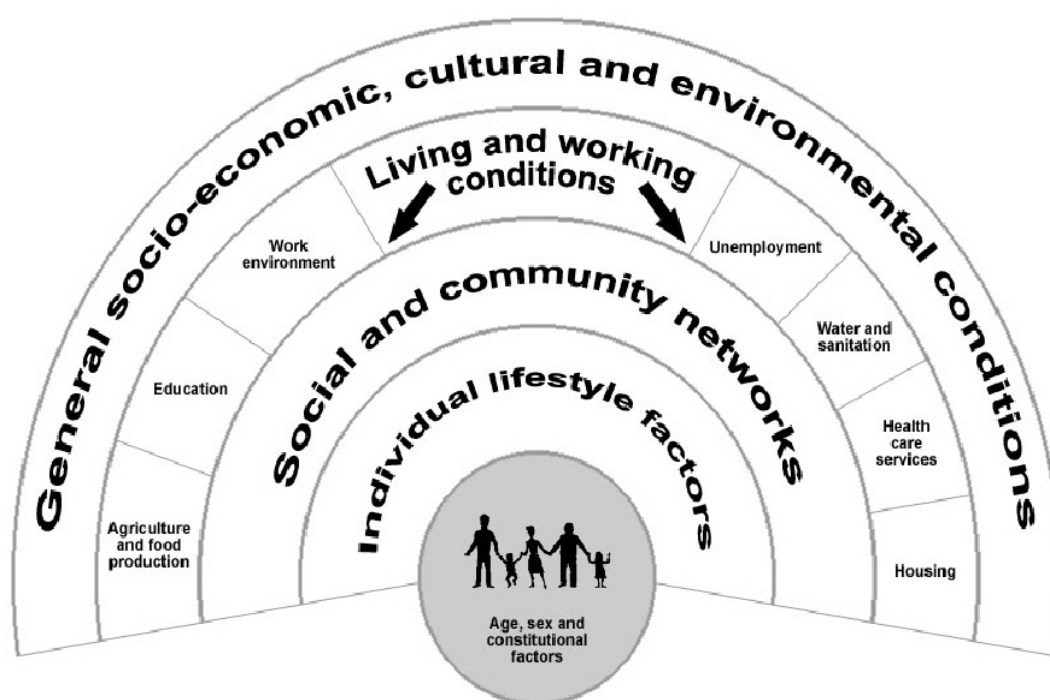 General socio-economic, cultural and environmental conditions
Living and working
conditions
Work
environment
Unemployment
Education
Water and
sanitation
Agriculture
and food
production
Health
care
services
Housing
Social and community networks
Individual lifestyle factors
Age, sex and
constitutional
factors